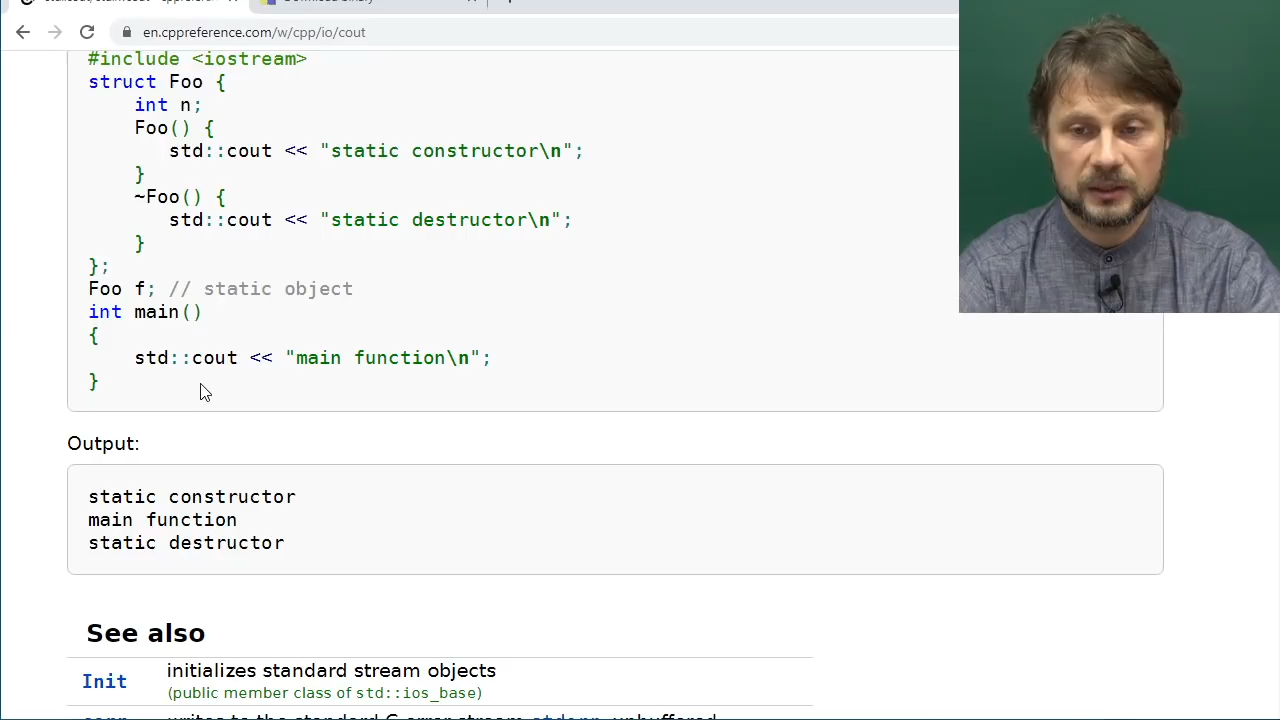 en.cppreference.com/w/cpp/io/cout
#include <iostream>
struct Foo {
    int n;
    Foo() {
       std::cout << "static constructor\n";
    }
    ~Foo() {
       std::cout << "static destructor\n";
    }
};
Foo f; // static object
int main()
{
    std::cout << "main function\n";
}
Output:
static constructor
main function
static destructor
See also
Init
initializes standard stream objects
(public member class of std::ios_base)